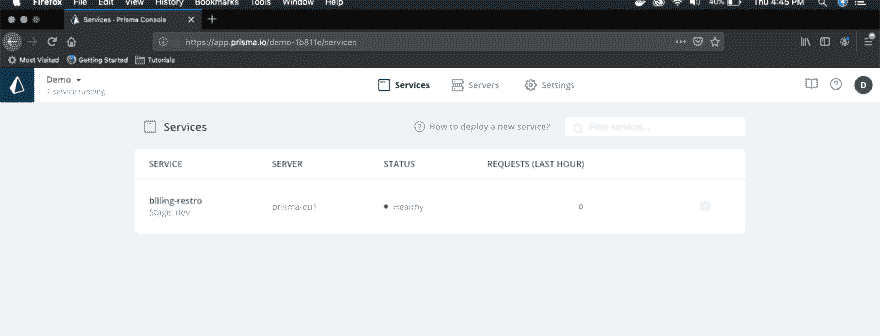 Firefox File Edit View History Bookmarks Tools Window Help 40% Thu 4:45 PM
Services - Prisma Console
https://app.prisma.io/demo-1b811e/services
Most Visited Getting Started Tutorials
Demo
1 service running
Services Servers Settings
D
Services
How to deploy a new service?
Filter services...
SERVICE SERVER STATUS REQUESTS (LAST HOUR)
billing-restro
Stage: dev
prisma-eu1 Healthy 0